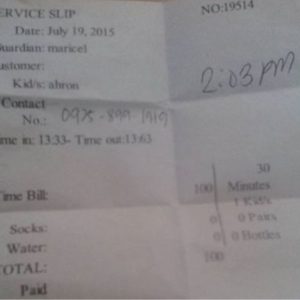 ERVICE SLIP
NO:19514
Date: July 19, 2015
uardian: maricel
ustomer:
Kid/s: ahron
2:03 PM
Contact
No.: 0975-899-1919
ime in: 13:33- Time out:13:63
30
ime Bill: 100 Minutes
1 Kid/s
Socks: 0 0 Pairs
Water: 0 0 Bottles
OTAL: 100
Paid